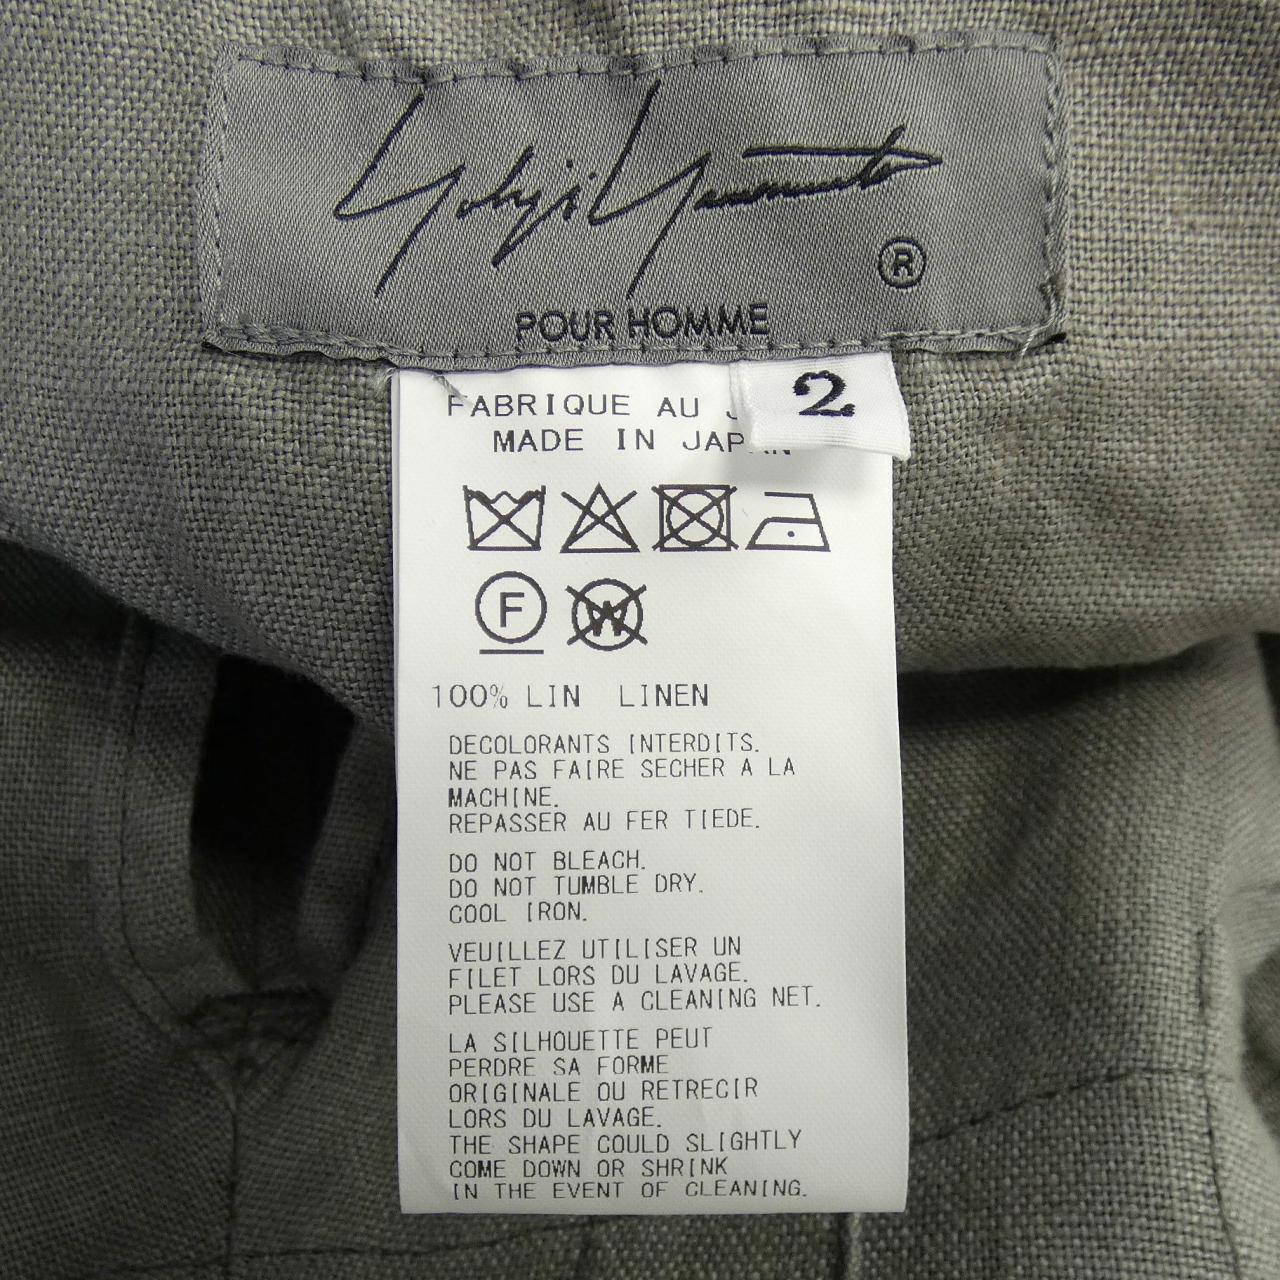 Yohji Yamamoto
®
POUR HOMME
2
FABRIQUE AU
MADE IN JAPAN
F
W
100% LIN LINEN
DECOLORANTS INTERDITS.
NE PAS FAIRE SECHER A LA
MACHINE.
REPASSER AU FER TIEDE.
DO NOT BLEACH.
DO NOT TUMBLE DRY.
COOL IRON.
VEUILLEZ UTILISER UN
FILET LORS DU LAVAGE.
PLEASE USE A CLEANING NET.
LA SILHOUETTE PEUT
PERDRE SA FORME
ORIGINALE OU RETRECIR
LORS DU LAVAGE.
THE SHAPE COULD SLIGHTLY
COME DOWN OR SHRINK
IN THE EVENT OF CLEANING.